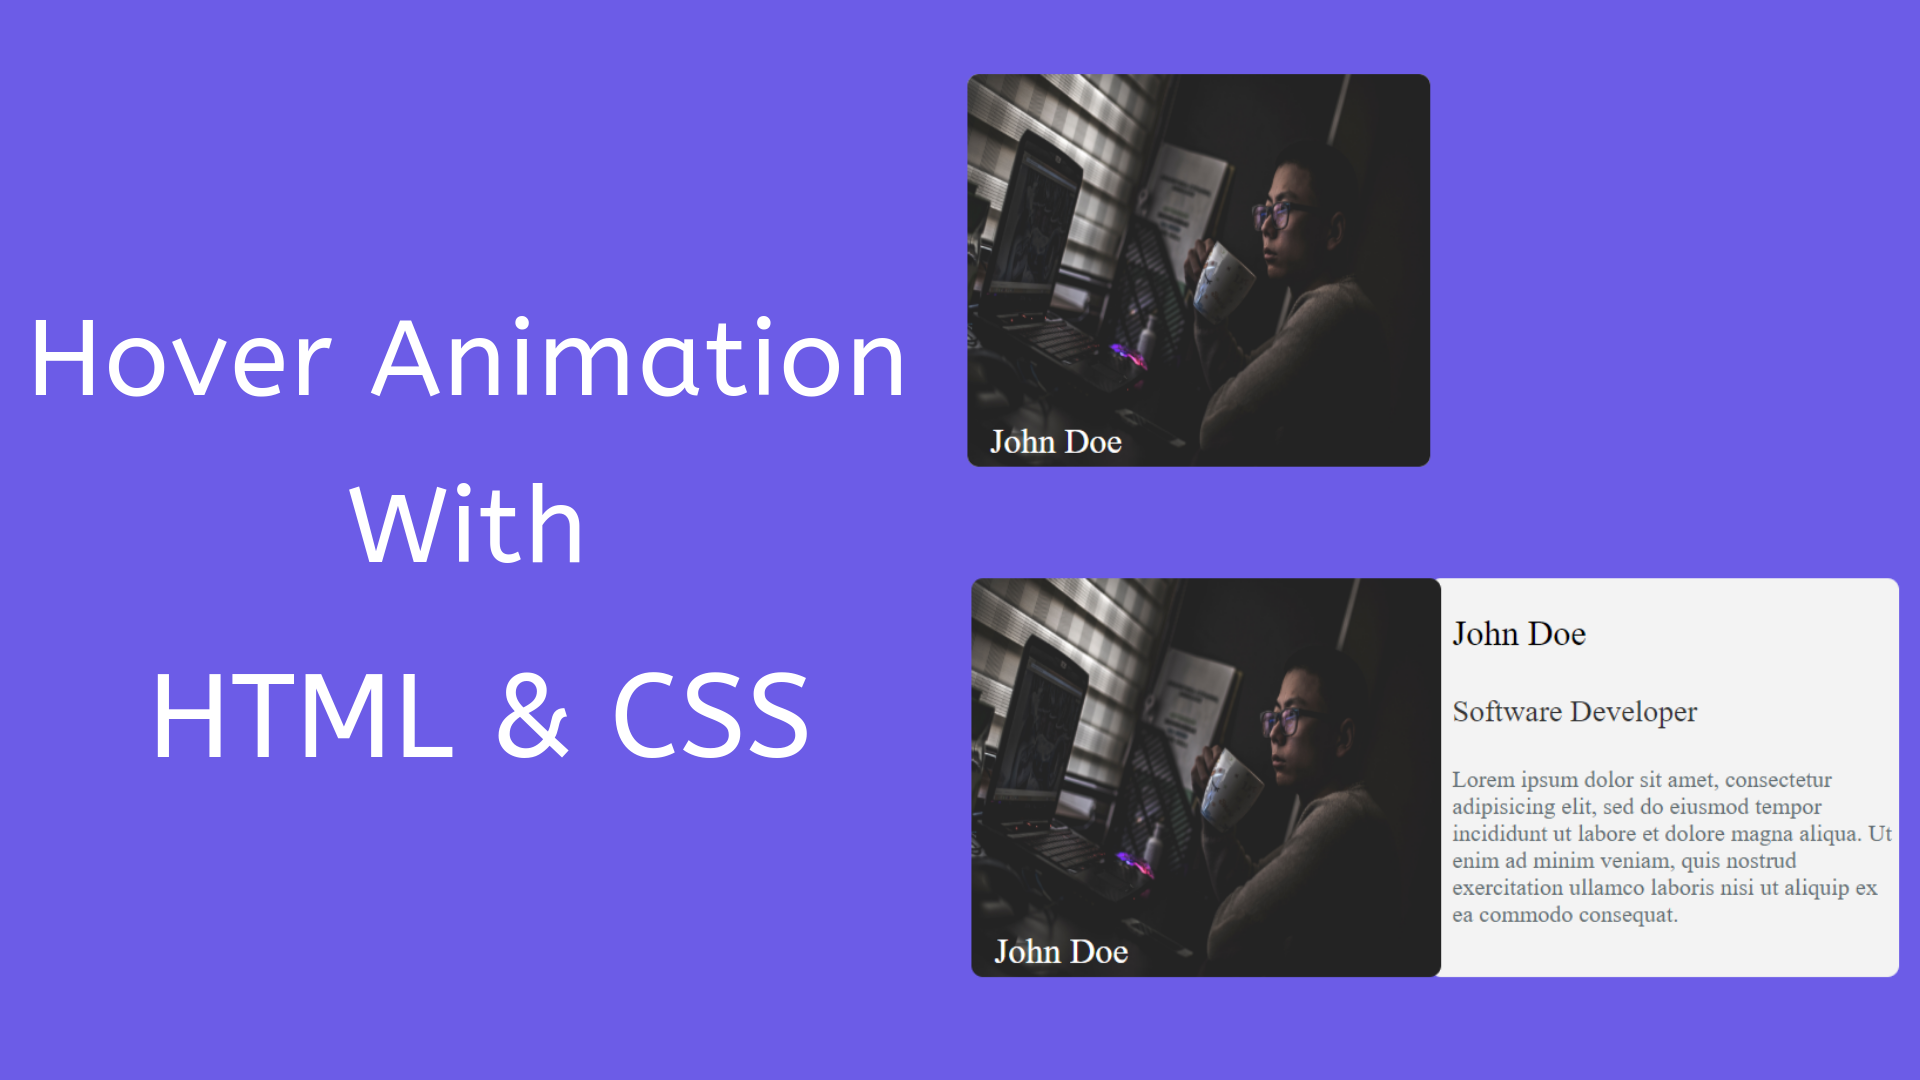 Hover Animation
With
HTML & CSS
John Doe
John Doe
John Doe
Software Developer
Lorem ipsum dolor sit amet, consectetur
adipisicing elit, sed do eiusmod tempor
incididunt ut labore et dolore magna aliqua. Ut
enim ad minim veniam, quis nostrud
exercitation ullamco laboris nisi ut aliquip ex
ea commodo consequat.